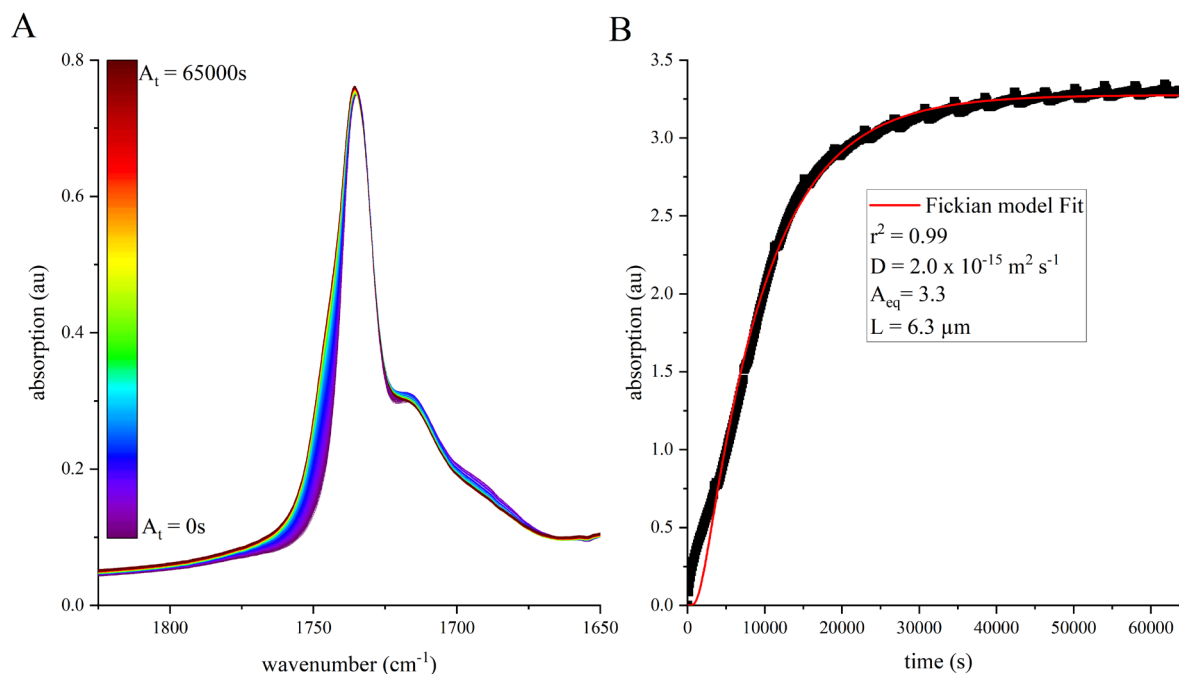 A
B
0.8
0.6
0.4
0.2
0.0
absorption (au)
A_t = 65000s
A_t = 0s
1800
1750
1700
1650
wavenumber (cm⁻¹)
3.5
3.0
2.5
2.0
1.5
1.0
0.5
0.0
absorption (au)
Fickian model Fit
r² = 0.99
D = 2.0 x 10⁻¹⁵ m² s⁻¹
A_eq= 3.3
L = 6.3 µm
0
10000
20000
30000
40000
50000
60000
time (s)